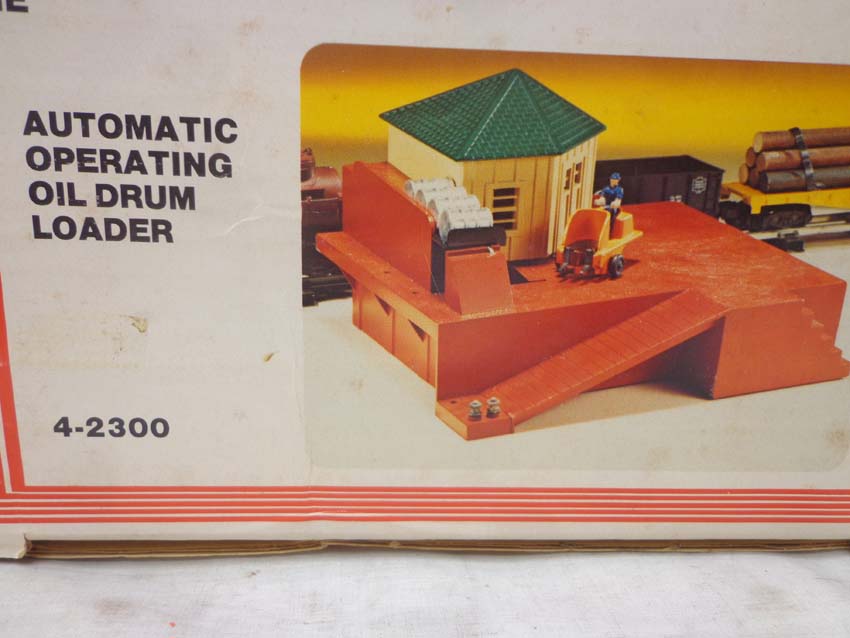 AUTOMATIC
OPERATING
OIL DRUM
LOADER
4-2300